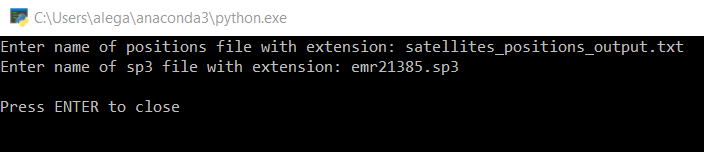 C:\Users\alega\anaconda3\python.exe
Enter name of positions file with extension: satellites_positions_output.txt
Enter name of sp3 file with extension: emr21385.sp3
Press ENTER to close